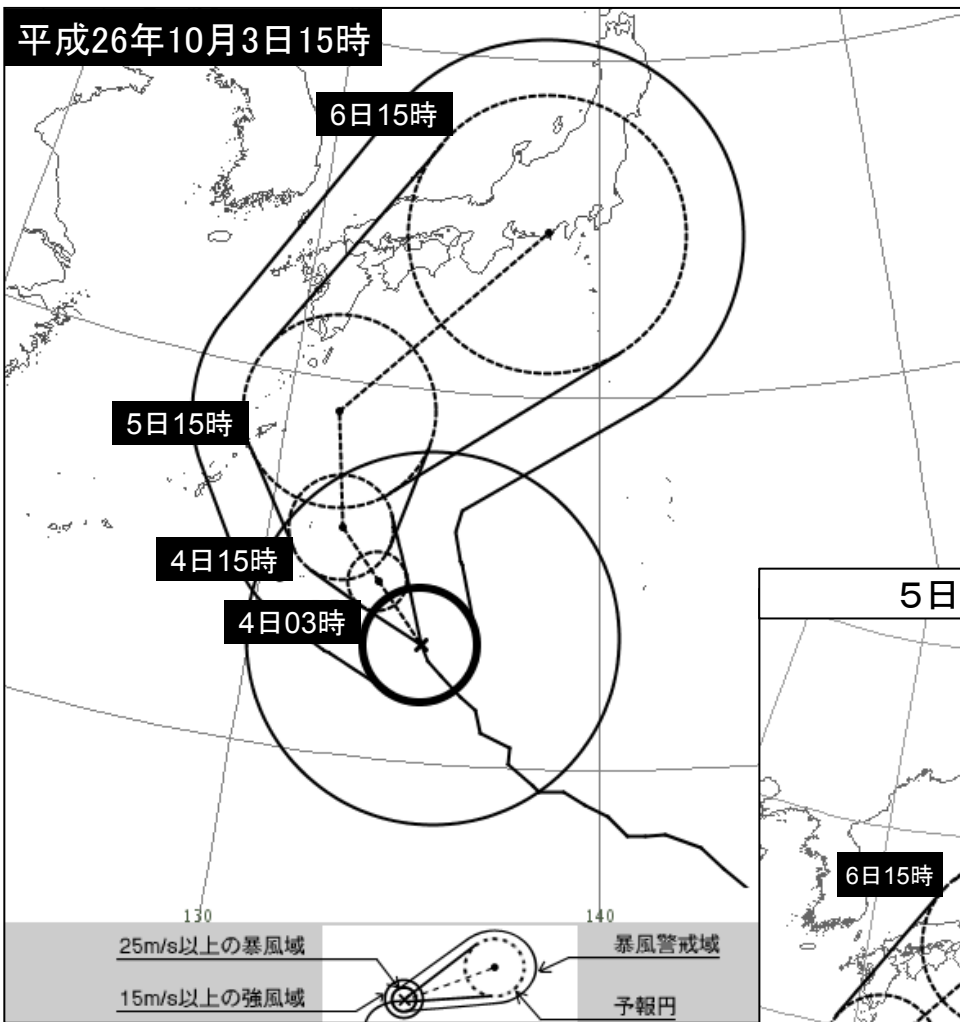 平成26年10月3日15時
6日15時
5日15時
4日15時
4日03時
5日
6日15時
130
140
25m/s以上の暴風域
暴風警戒域
15m/s以上の強風域
予報円